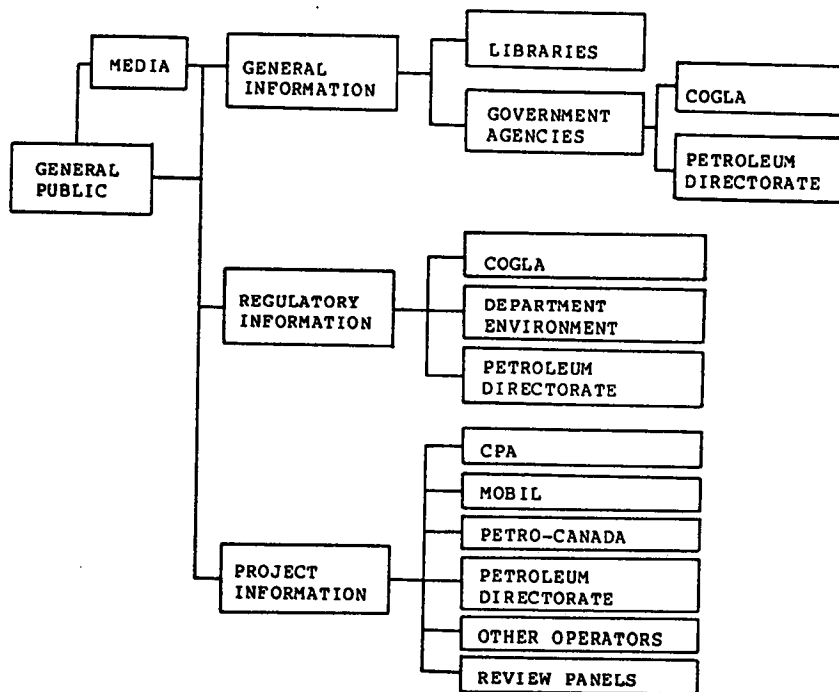 MEDIA
GENERAL
PUBLIC
GENERAL
INFORMATION
LIBRARIES
GOVERNMENT
AGENCIES
COGLA
PETROLEUM
DIRECTORATE
REGULATORY
INFORMATION
COGLA
DEPARTMENT
ENVIRONMENT
PETROLEUM
DIRECTORATE
PROJECT
INFORMATION
CPA
MOBIL
PETRO-CANADA
PETROLEUM
DIRECTORATE
OTHER OPERATORS
REVIEW PANELS